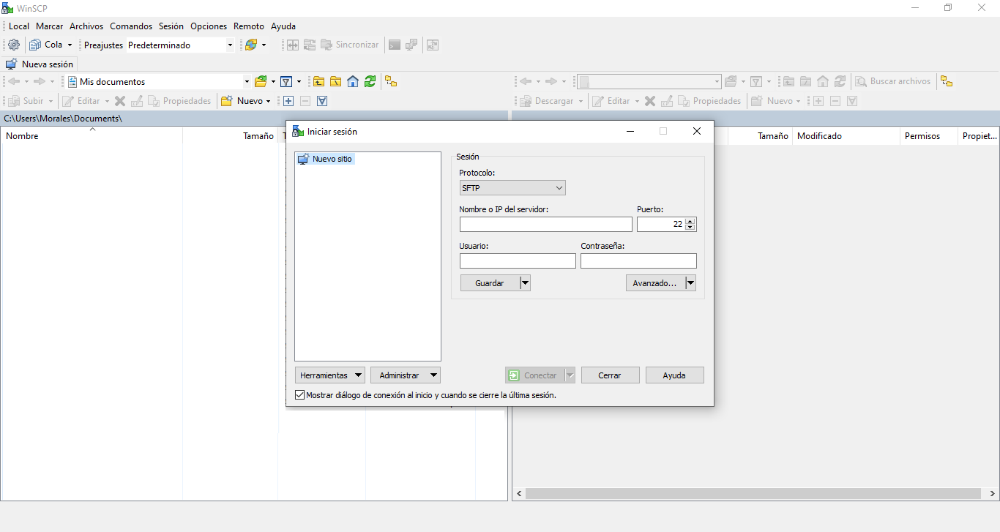 WinSCP
Local Marcar Archivos Comandos Sesión Opciones Remoto Ayuda
Cola Preajustes Predeterminado Sincronizar
Nueva sesión
Mis documentos Buscar archivos
Subir Editar Propiedades Nuevo Descargar Editar Propiedades Nuevo
C:\Users\Morales\Documents\
Nombre Tamaño Tamaño Modificado Permisos Propiet...
Iniciar sesión
Nuevo sitio
Sesión
Protocolo:
SFTP
Nombre o IP del servidor: Puerto:
22
Usuario: Contraseña:
Guardar Avanzado...
Herramientas Administrar Conectar Cerrar Ayuda
Mostrar diálogo de conexión al inicio y cuando se cierre la última sesión.